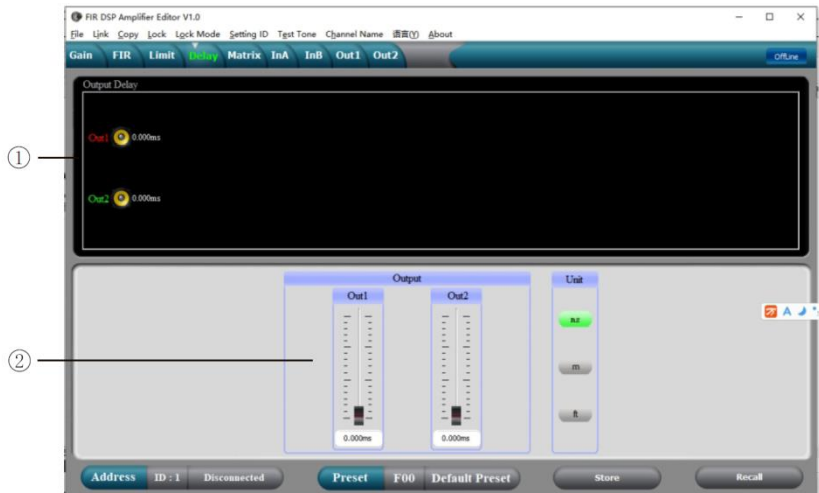 FIR DSP Amplifier Editor V1.0
File Link Copy Lock Lock Mode Setting ID Test Tone Channel Name 语言(Y) About
Gain FIR Limit Delay Matrix InA InB Out1 Out2 OffLine
Output Delay
① Out1 0.000ms
Out2 0.000ms
Output Unit
Out1 Out2
ms
② m
ft
0.000ms 0.000ms
Address ID : 1 Disconnected Preset F00 Default Preset Store Recall